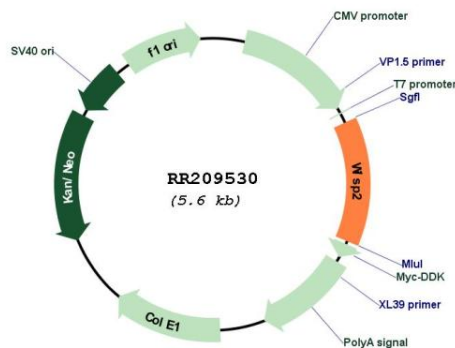 CMV promoter
VP1.5 primer
T7 promoter
SgfI
Wisp2
MluI
Myc-DDK
XL39 primer
PolyA signal
Col E1
Kan/Neo
SV40 ori
f1 ori
RR209530
(5.6 kb)